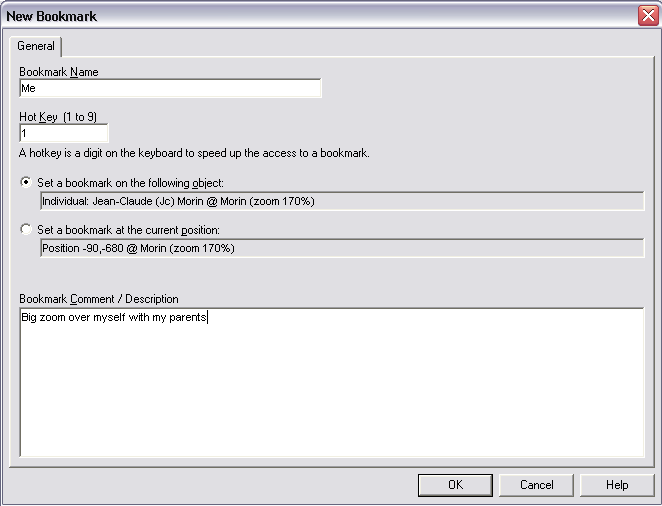 New Bookmark
General
Bookmark Name
Me
Hot Key (1 to 9)
1
A hotkey is a digit on the keyboard to speed up the access to a bookmark.
Set a bookmark on the following object:
Individual: Jean-Claude (Jc) Morin @ Morin (zoom 170%)
Set a bookmark at the current position:
Position -90,-680 @ Morin (zoom 170%)
Bookmark Comment / Description
Big zoom over myself with my parents
OK Cancel Help